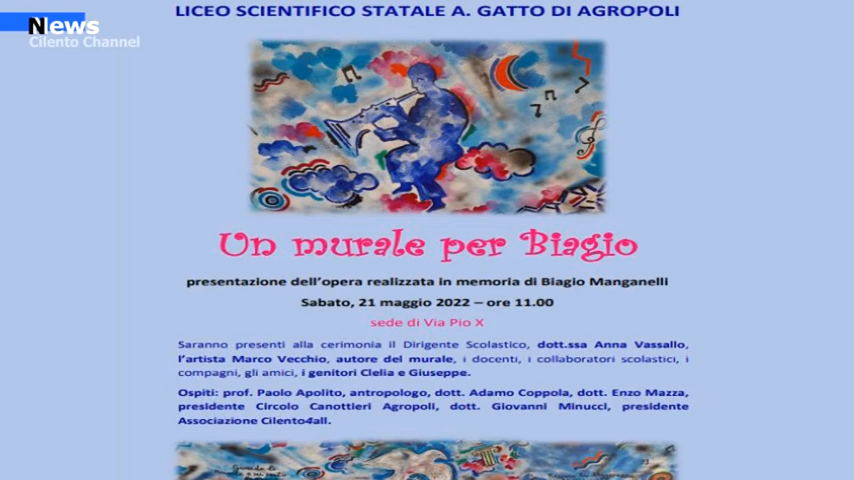 LICEO SCIENTIFICO STATALE A. GATTO DI AGROPOLI
News
Cilento Channel
Un murale per Biagio
presentazione dell'opera realizzata in memoria di Biagio Manganelli
Sabato, 21 maggio 2022 – ore 11.00
sede di Via Pio X
Saranno presenti alla cerimonia il Dirigente Scolastico, dott.ssa Anna Vassallo,
l'artista Marco Vecchio, autore del murale, i docenti, i collaboratori scolastici, i
compagni, gli amici, i genitori Clelia e Giuseppe.
Ospiti: prof. Paolo Apolito, antropologo, dott. Adamo Coppola, dott. Enzo Mazza,
presidente Circolo Canottieri Agropoli, dott. Giovanni Minucci, presidente
Associazione Cilento4all.